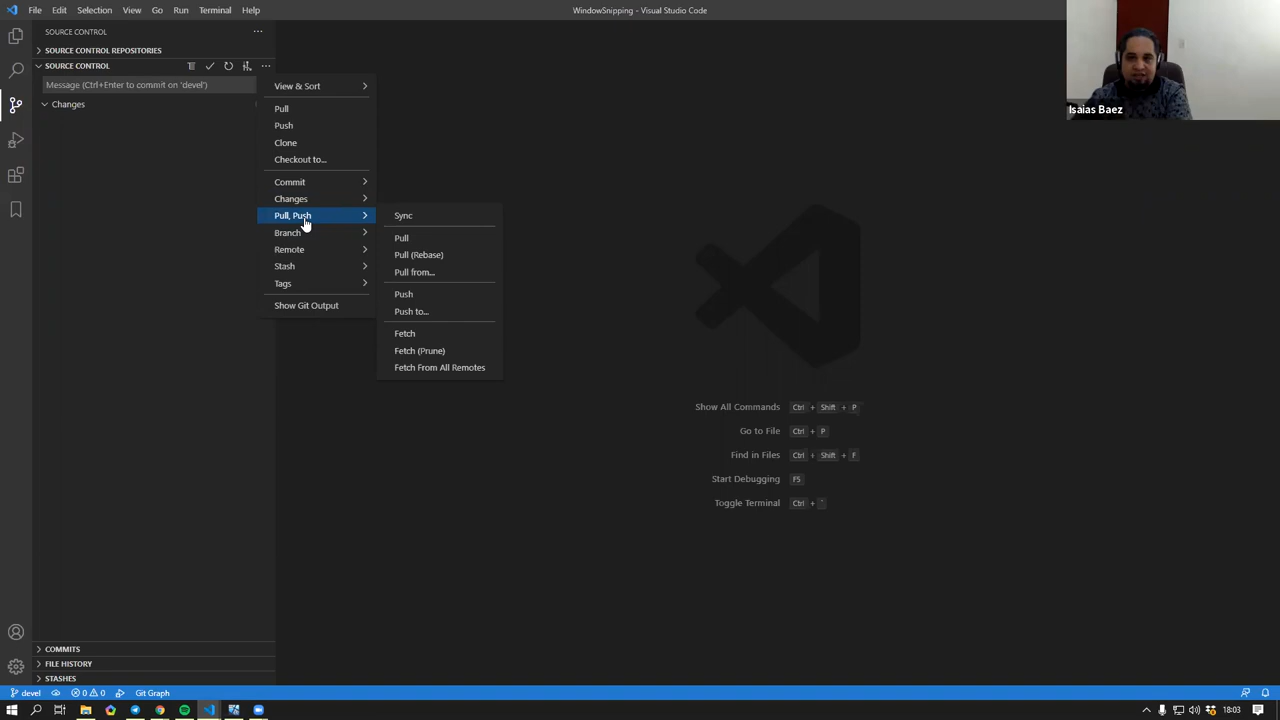 File Edit Selection View Go Run Terminal Help
WindowSnipping - Visual Studio Code
SOURCE CONTROL
SOURCE CONTROL REPOSITORIES
SOURCE CONTROL
Message (Ctrl+Enter to commit on 'devel')
Changes
View & Sort
Pull
Push
Clone
Checkout to...
Commit
Changes
Pull, Push
Branch
Remote
Stash
Tags
Show Git Output
Sync
Pull
Pull (Rebase)
Pull from...
Push
Push to...
Fetch
Fetch (Prune)
Fetch From All Remotes
Isaias Baez
Show All Commands Ctrl + Shift + P
Go to File Ctrl + P
Find in Files Ctrl + Shift + F
Start Debugging F5
Toggle Terminal Ctrl + `
COMMITS
FILE HISTORY
STASHES
devel 0 0 Git Graph
18:03